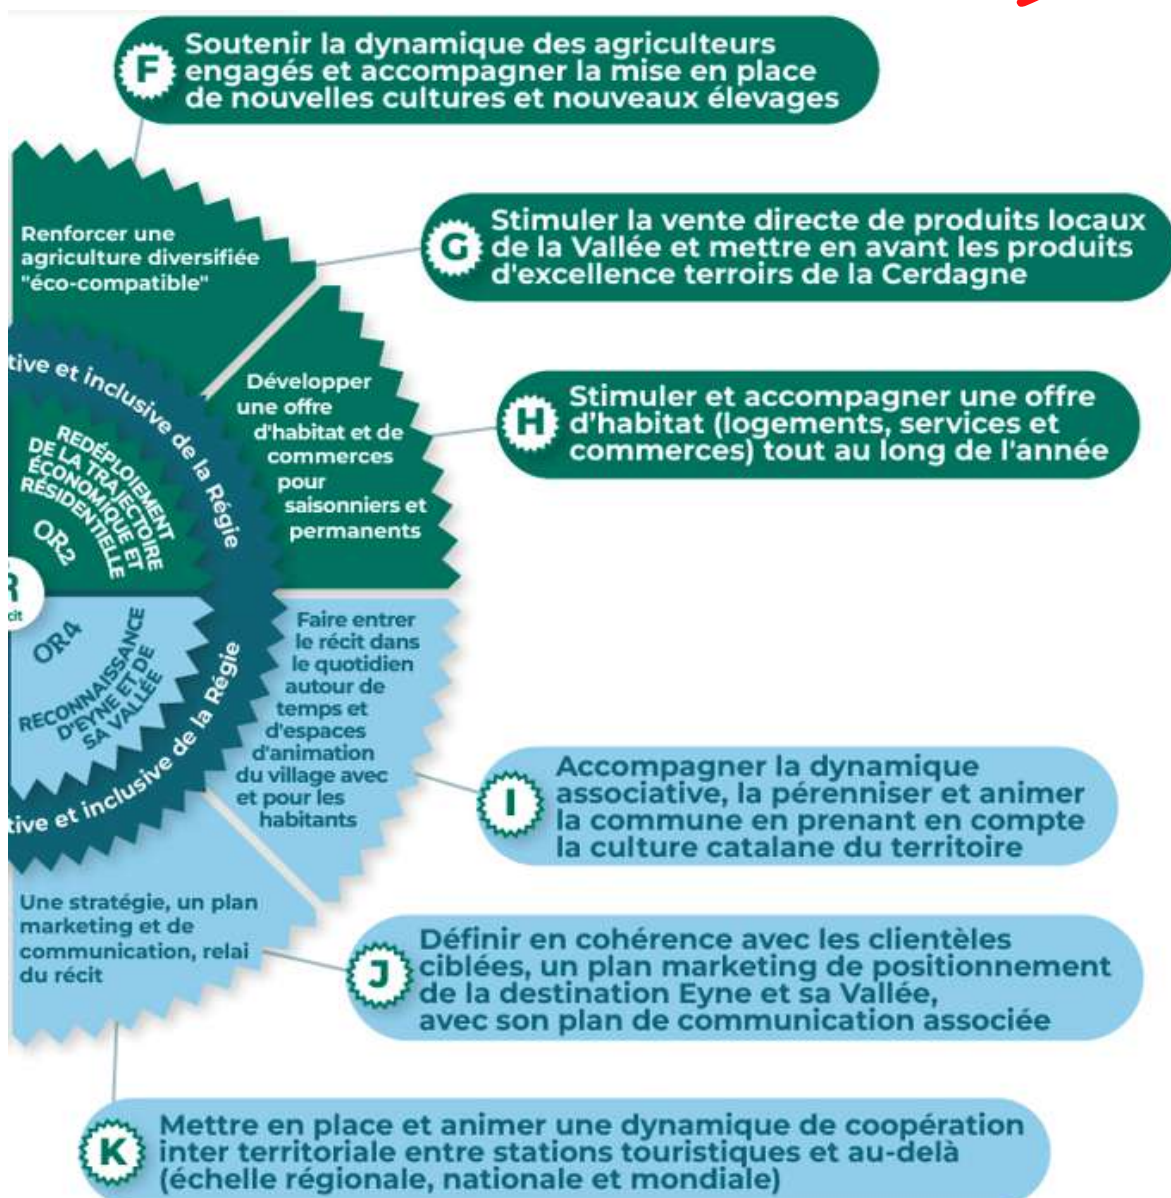 F
Soutenir la dynamique des agriculteurs
engagés et accompagner la mise en place
de nouvelles cultures et nouveaux élevages
Renforcer une
agriculture diversifiée
"éco-compatible"
G
Stimuler la vente directe de produits locaux
de la Vallée et mettre en avant les produits
d'excellence terroirs de la Cerdagne
tive et inclusive de la Régie
Développer
une offre
d'habitat et de
commerces
pour
saisonniers et
permanents
H
Stimuler et accompagner une offre
d'habitat (logements, services et
commerces) tout au long de l'année
REDÉPLOIEMENT
DE LA TRAJECTOIRE
ÉCONOMIQUE ET
RÉSIDENTIELLE
OR2
R
cit
OR4
RECONNAISSANCE
D'EYNE ET DE
SA VALLÉE
tive et inclusive de la Régie
Faire entrer
le récit dans
le quotidien
autour de
temps et
d'espaces
d'animation
du village avec
et pour les
habitants
I
Accompagner la dynamique
associative, la pérenniser et animer
la commune en prenant en compte
la culture catalane du territoire
Une stratégie, un plan
marketing et de
communication, relai
du récit
J
Définir en cohérence avec les clientèles
ciblées, un plan marketing de positionnement
de la destination Eyne et sa Vallée,
avec son plan de communication associée
K
Mettre en place et animer une dynamique de coopération
inter territoriale entre stations touristiques et au-delà
(échelle régionale, nationale et mondiale)